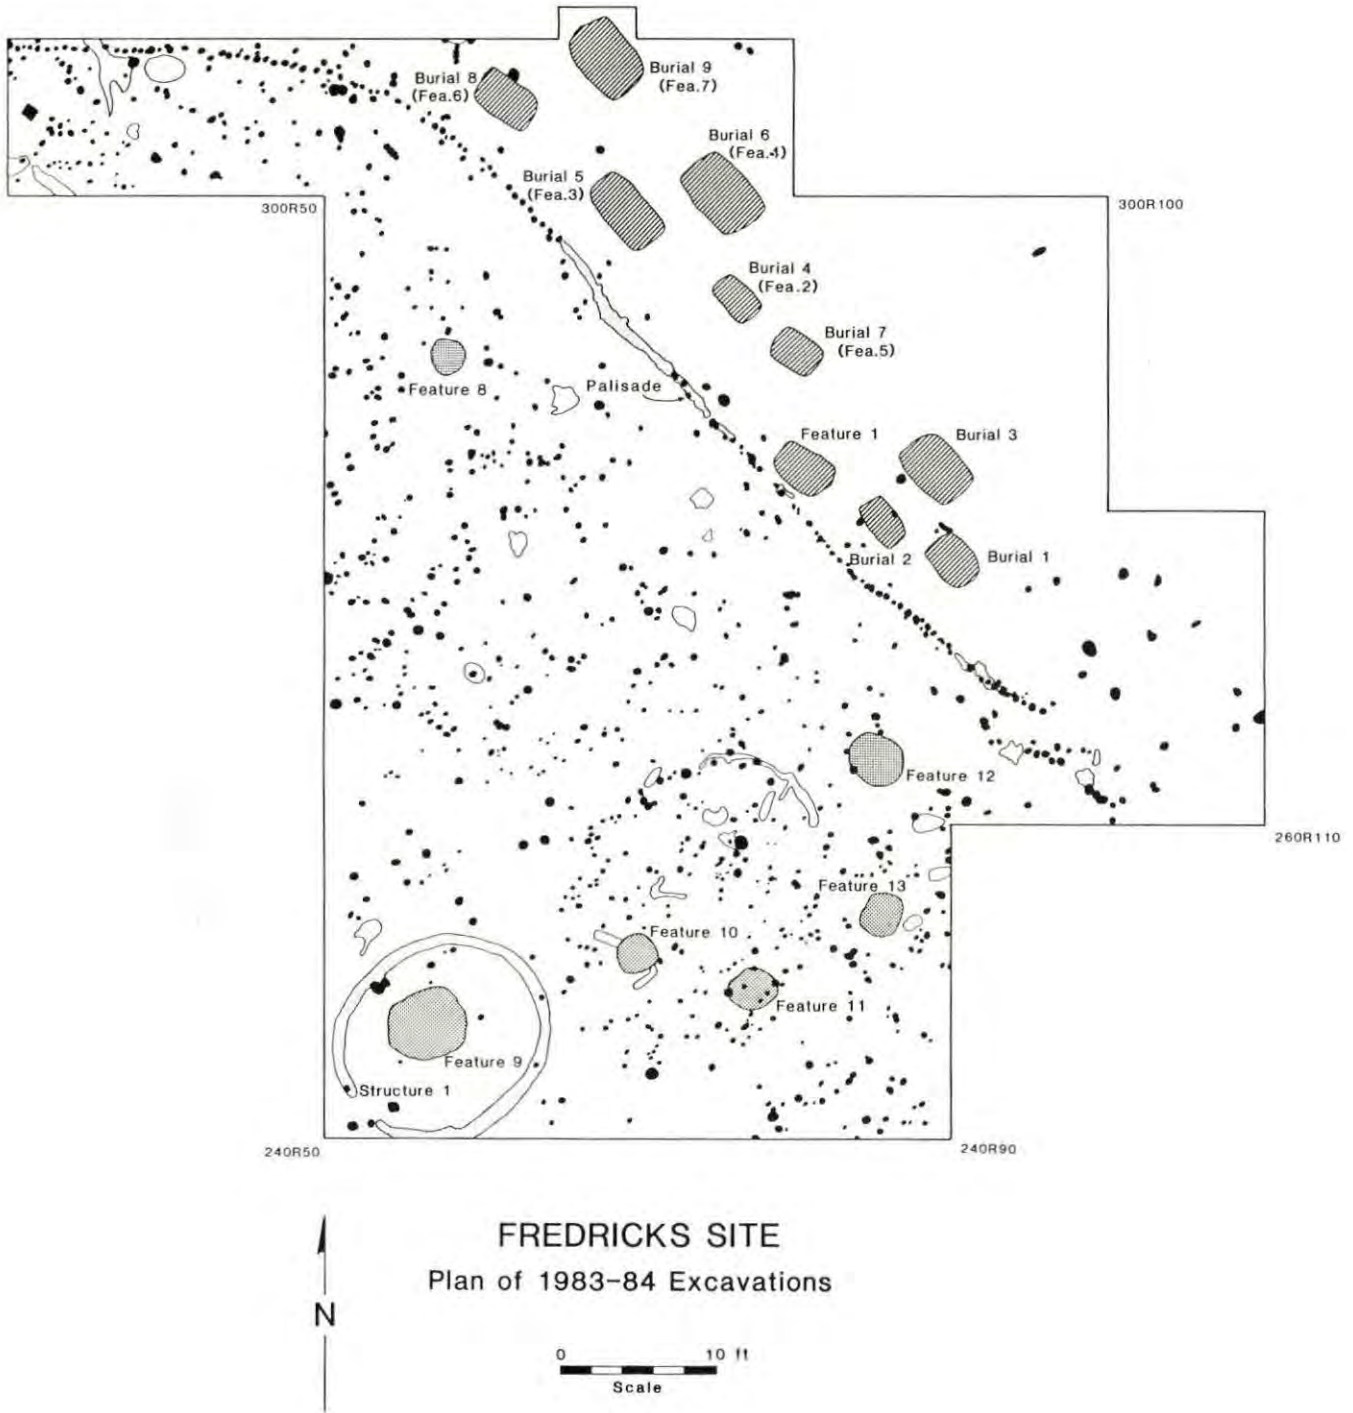 Burial 9
(Fea.7)
Burial 8
(Fea.6)
Burial 6
(Fea.4)
Burial 5
(Fea.3)
300R50
300R100
Burial 4
(Fea.2)
Burial 7
(Fea.5)
Palisade
Feature 8
Feature 1
Burial 3
Burial 2
Burial 1
Feature 12
260R110
Feature 13
Feature 10
Feature 11
Feature 9
Structure 1
240R50
240R90
FREDRICKS SITE
Plan of 1983-84 Excavations
N
0 10 ft
Scale